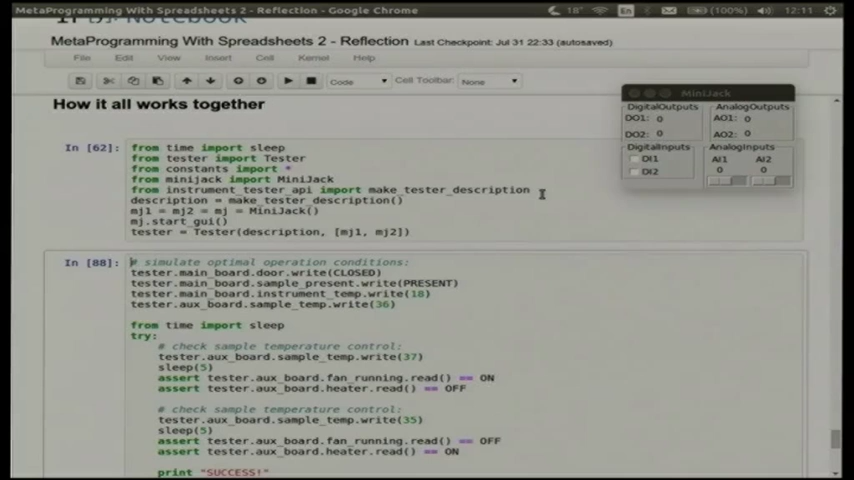 MetaProgramming With Spreadsheets 2 - Reflection - Google Chrome
18°
En
(100%)
12:11
Notebook
MetaProgramming With Spreadsheets 2 - Reflection Last Checkpoint: Jul 31 22:33 (autosaved)
File Edit View Insert Cell Kernel Help
Code
Cell Toolbar: None
How it all works together
MiniJack
DigitalOutputs AnalogOutputs
DO1: 0 AO1: 0
DO2: 0 AO2: 0
DigitalInputs AnalogInputs
DI1 AI1 AI2
DI2 0 0
In [62]:
from time import sleep
from tester import Tester
from constants import *
from minijack import MiniJack
from instrument_tester_api import make_tester_description
description = make_tester_description()
mj1 = mj2 = mj = MiniJack()
mj.start_gui()
tester = Tester(description, [mj1, mj2])
In [88]:
# simulate optimal operation conditions:
tester.main_board.door.write(CLOSED)
tester.main_board.sample_present.write(PRESENT)
tester.main_board.instrument_temp.write(18)
tester.aux_board.sample_temp.write(36)
from time import sleep
try:
# check sample temperature control:
tester.aux_board.sample_temp.write(37)
sleep(5)
assert tester.aux_board.fan_running.read() == ON
assert tester.aux_board.heater.read() == OFF
# check sample temperature control:
tester.aux_board.sample_temp.write(35)
sleep(5)
assert tester.aux_board.fan_running.read() == OFF
assert tester.aux_board.heater.read() == ON
print "SUCCESS!"